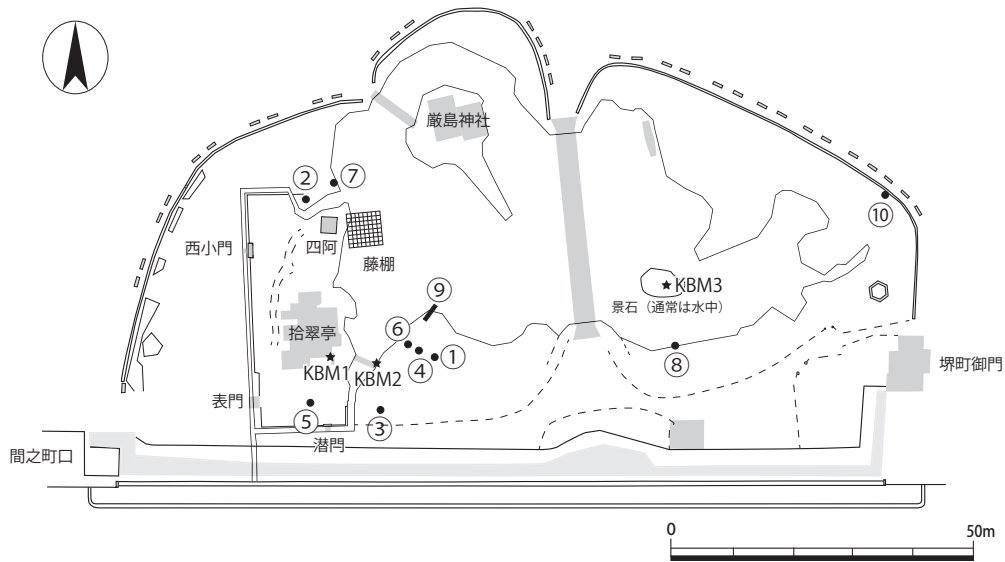 厳島神社
②
⑦
⑩
西小門
四阿
藤棚
KBM3
景石（通常は水中）
⑨
拾翠亭
⑥
KBM1
KBM2
④
①
⑧
堺町御門
表門
⑤
③
潜門
間之町口
0
50m